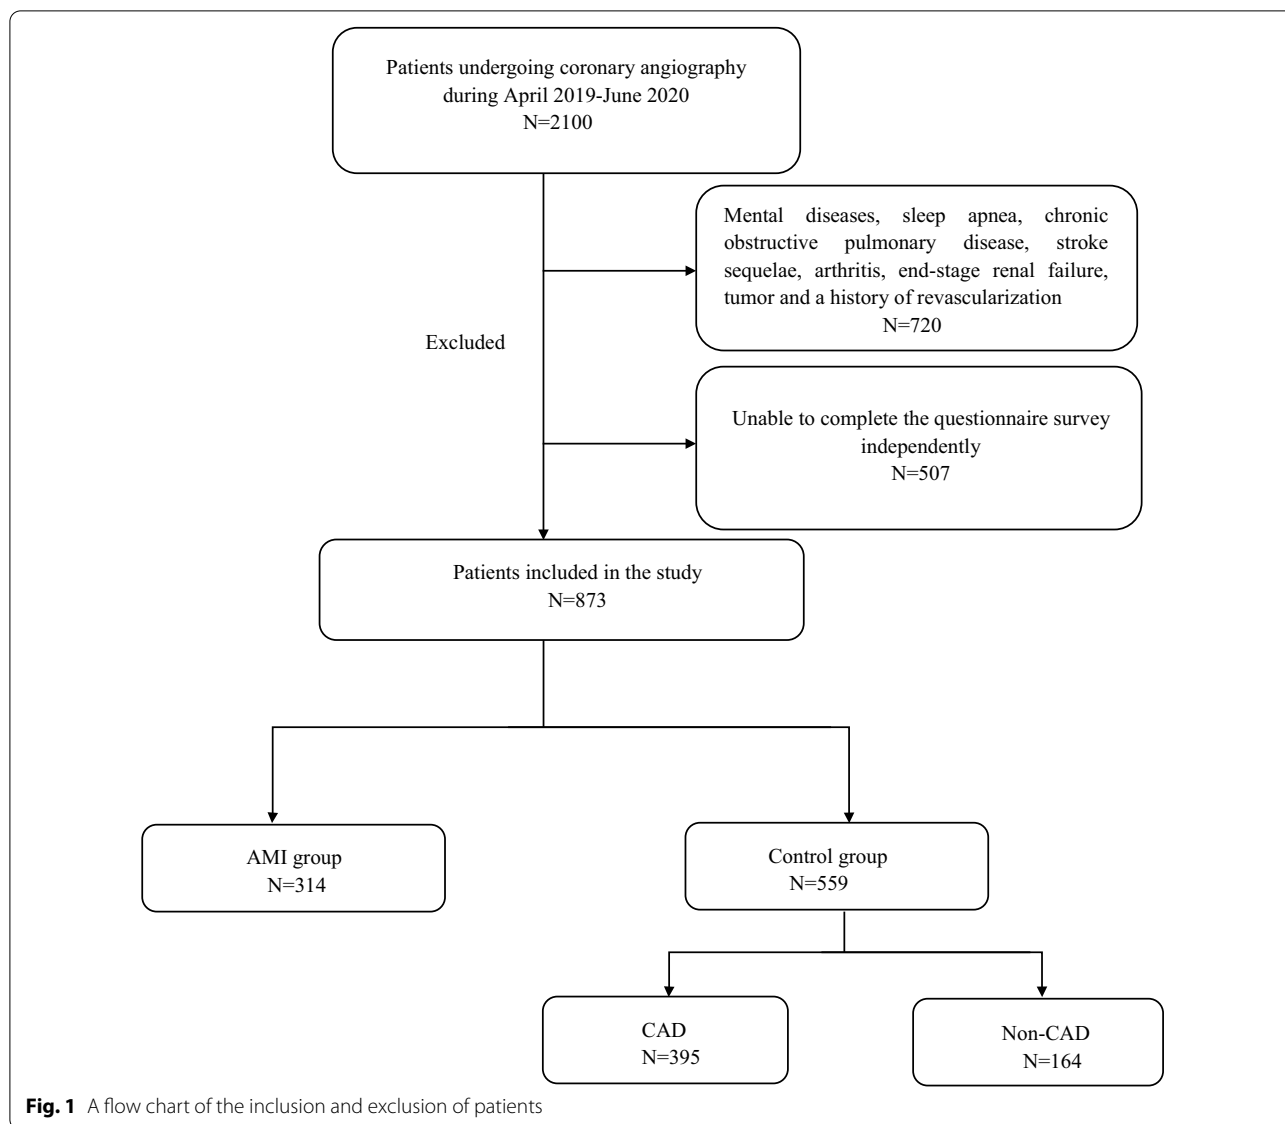 Patients undergoing coronary angiography
during April 2019-June 2020
N=2100
Mental diseases, sleep apnea, chronic
obstructive pulmonary disease, stroke
sequelae, arthritis, end-stage renal failure,
tumor and a history of revascularization
N=720
Excluded
Unable to complete the questionnaire survey
independently
N=507
Patients included in the study
N=873
AMI group
N=314
Control group
N=559
CAD
N=395
Non-CAD
N=164
Fig. 1 A flow chart of the inclusion and exclusion of patients